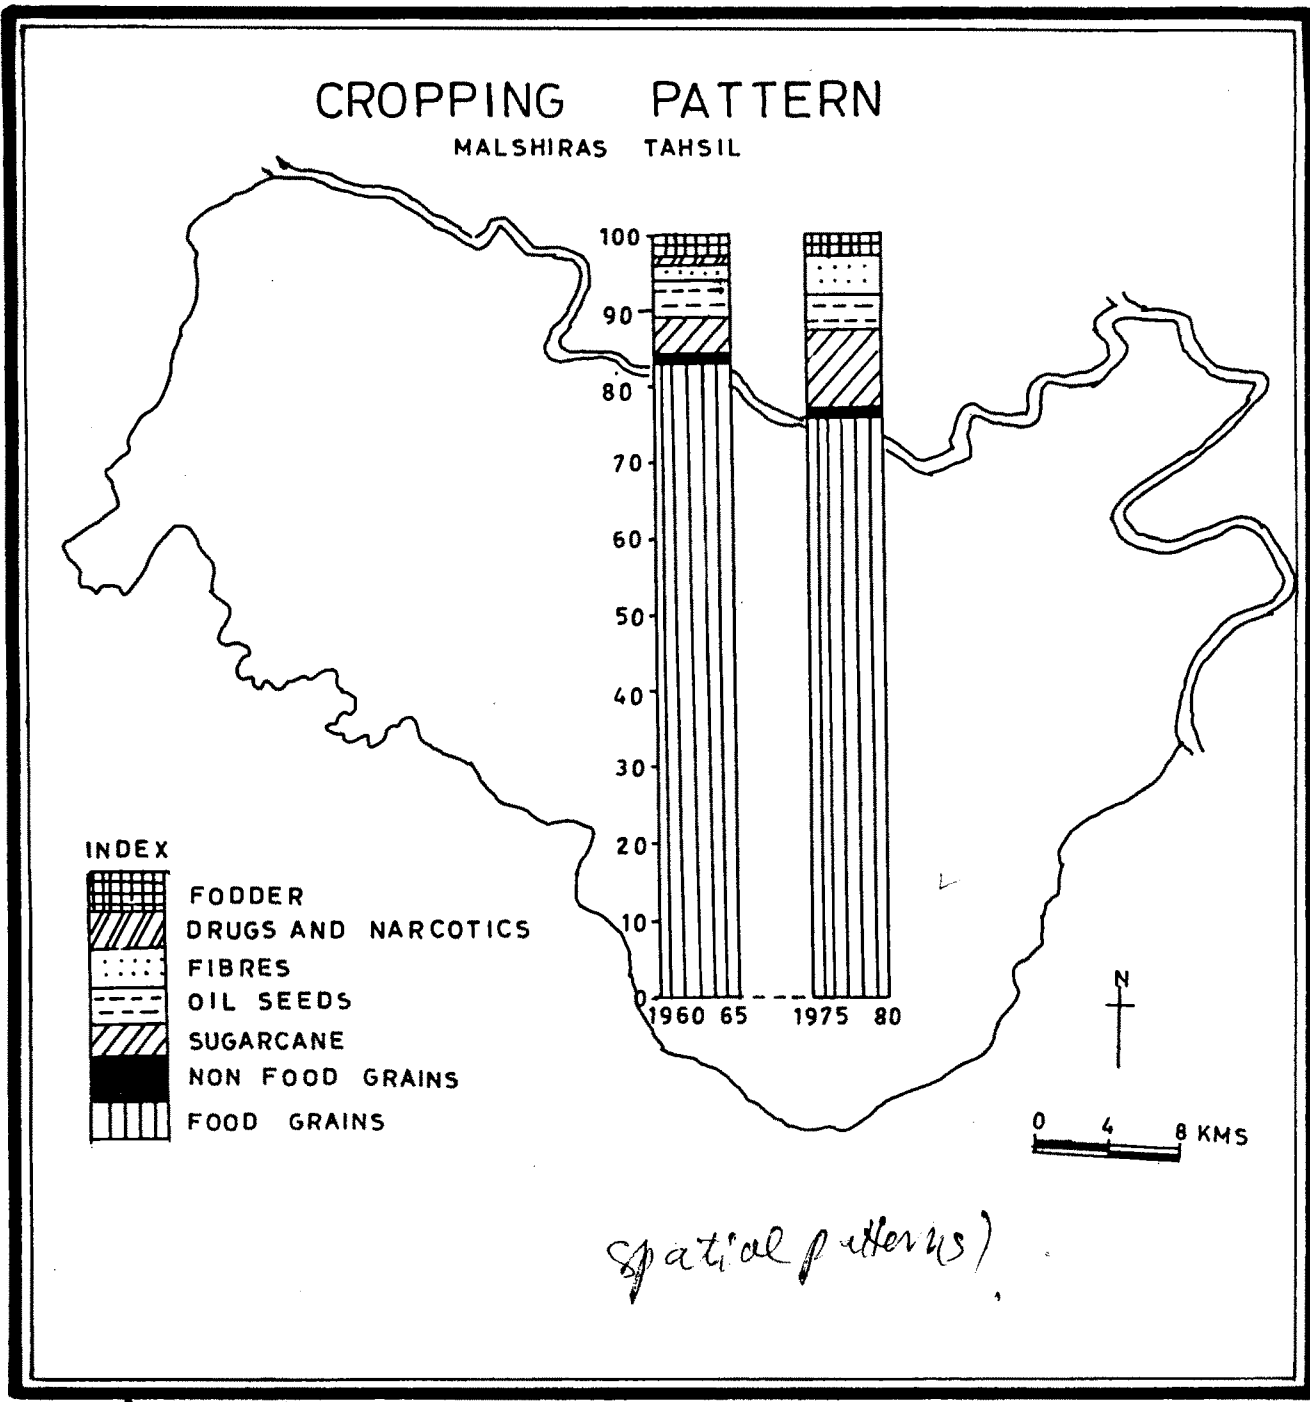 CROPPING PATTERN
MALSHIRAS TAHSIL
100
90
80
70
60
50
40
30
20
10
0
1960 65 1975 80
INDEX
FODDER
DRUGS AND NARCOTICS
FIBRES
OIL SEEDS
SUGARCANE
NON FOOD GRAINS
FOOD GRAINS
N
0 4 8 KMS
spatial patterns)